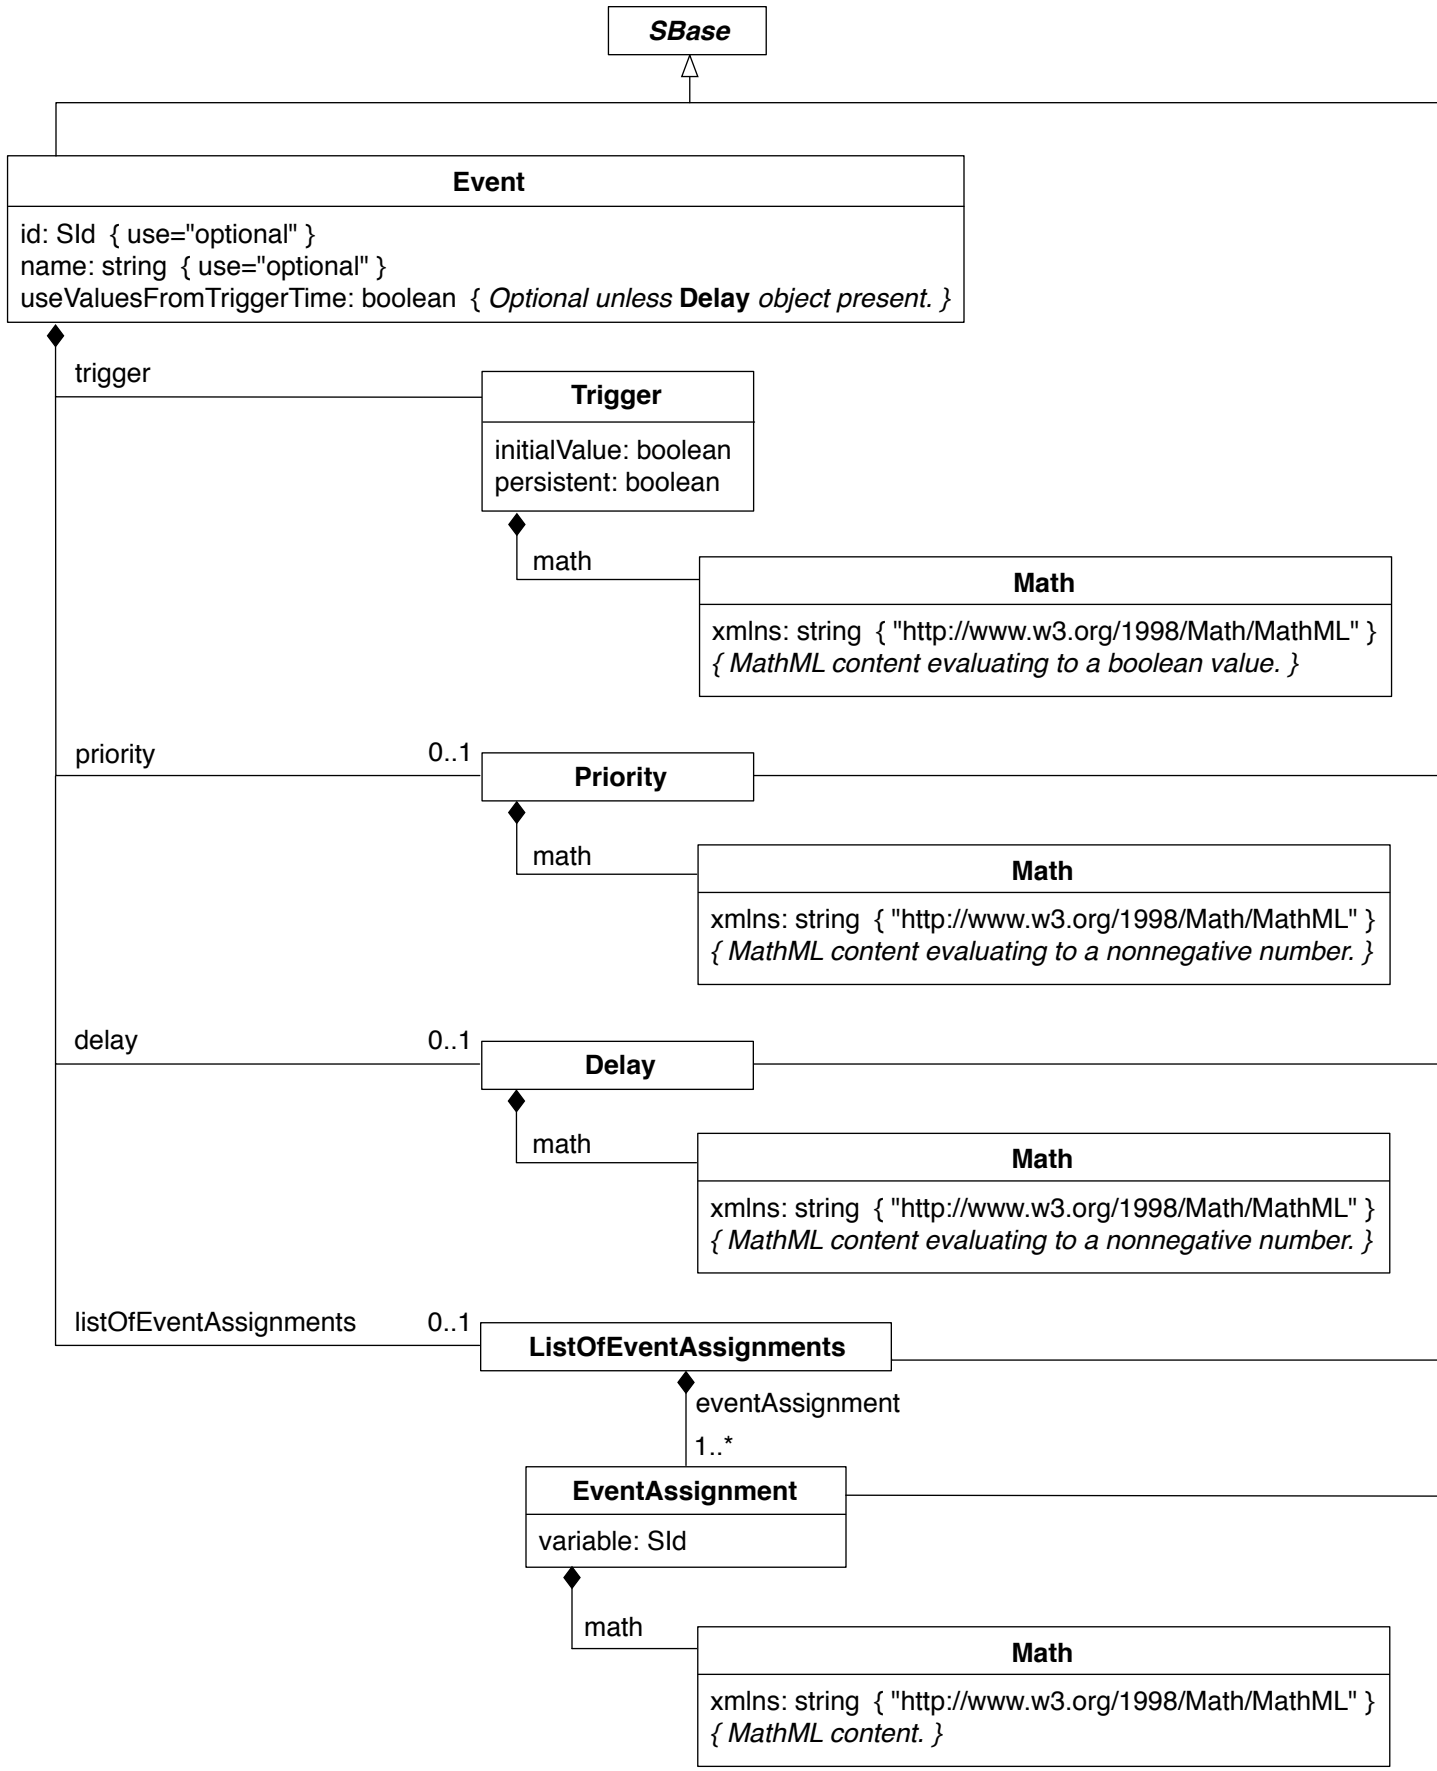 SBase
Event
id: SId { use="optional" }
name: string { use="optional" }
useValuesFromTriggerTime: boolean { Optional unless Delay object present. }
trigger
Trigger
initialValue: boolean
persistent: boolean
math
Math
xmlns: string { "http://www.w3.org/1998/Math/MathML" }
{ MathML content evaluating to a boolean value. }
priority 0..1
Priority
math
Math
xmlns: string { "http://www.w3.org/1998/Math/MathML" }
{ MathML content evaluating to a nonnegative number. }
delay 0..1
Delay
math
Math
xmlns: string { "http://www.w3.org/1998/Math/MathML" }
{ MathML content evaluating to a nonnegative number. }
listOfEventAssignments 0..1
ListOfEventAssignments
eventAssignment
1..*
EventAssignment
variable: SId
math
Math
xmlns: string { "http://www.w3.org/1998/Math/MathML" }
{ MathML content. }